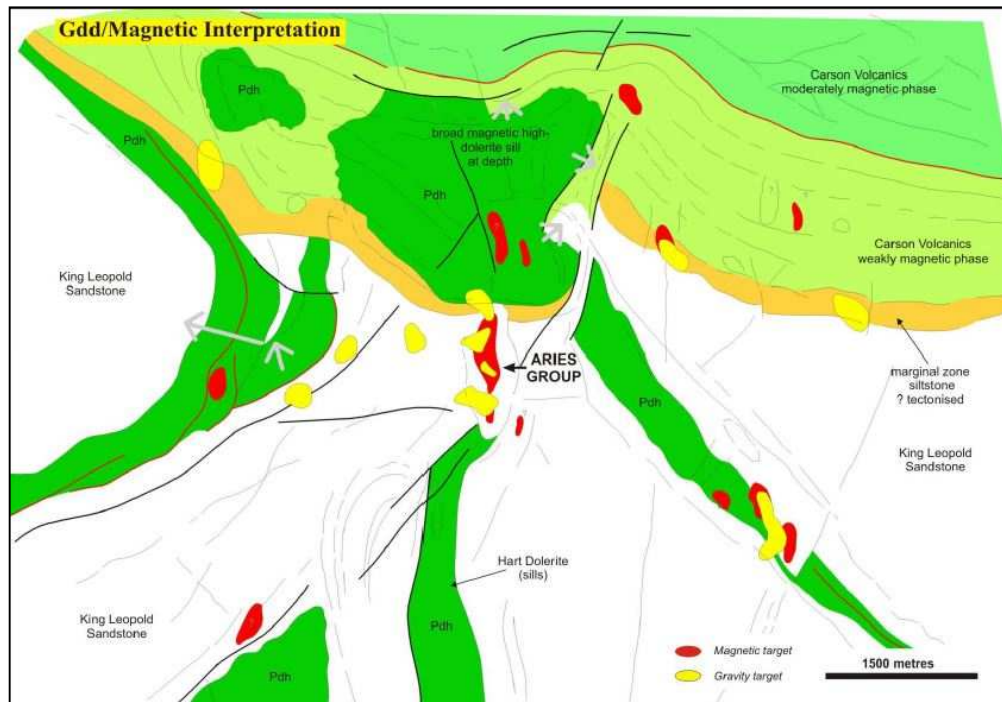 Gdd/Magnetic Interpretation
Carson Volcanics
moderately magnetic phase
Pdh
Pdh
broad magnetic high-
dolerite sill
at depth
Pdh
Carson Volcanics
weakly magnetic phase
King Leopold
Sandstone
ARIES
GROUP
marginal zone
siltstone
? tectonised
Pdh
Pdh
King Leopold
Sandstone
Hart Dolerite
(sills)
King Leopold
Sandstone
Pdh
Pdh
Magnetic target
Gravity target
1500 metres